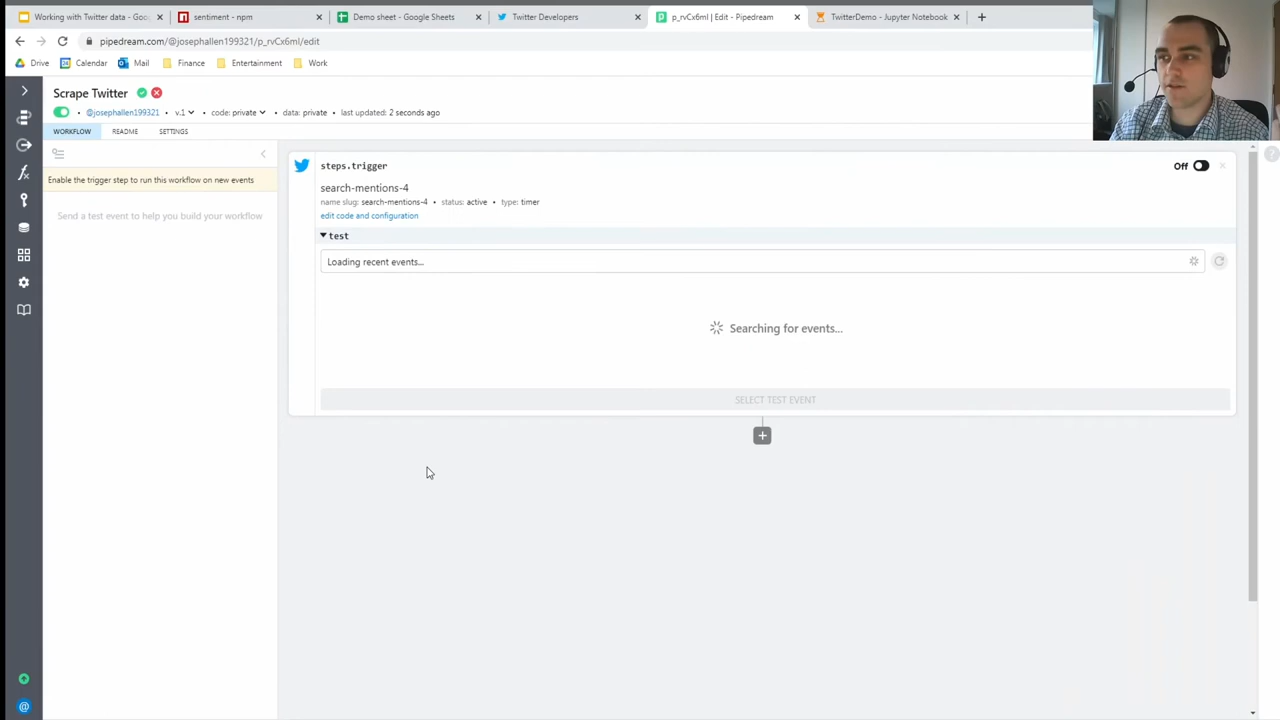 Working with Twitter data - Goo
sentiment - npm
Demo sheet - Google Sheets
Twitter Developers
p_rvCx6ml | Edit - Pipedream
TwitterDemo - Jupyter Notebook
pipedream.com/@josephallen199321/p_rvCx6ml/edit
Drive
Calendar
Mail
Finance
Entertainment
Work
Scrape Twitter
• @josephallen199321 • v.1 • code: private • data: private • last updated: 2 seconds ago
WORKFLOW
README
SETTINGS
Enable the trigger step to run this workflow on new events
Send a test event to help you build your workflow
steps.trigger
Off
search-mentions-4
name slug: search-mentions-4 • status: active • type: timer
edit code and configuration
test
Loading recent events...
Searching for events...
SELECT TEST EVENT